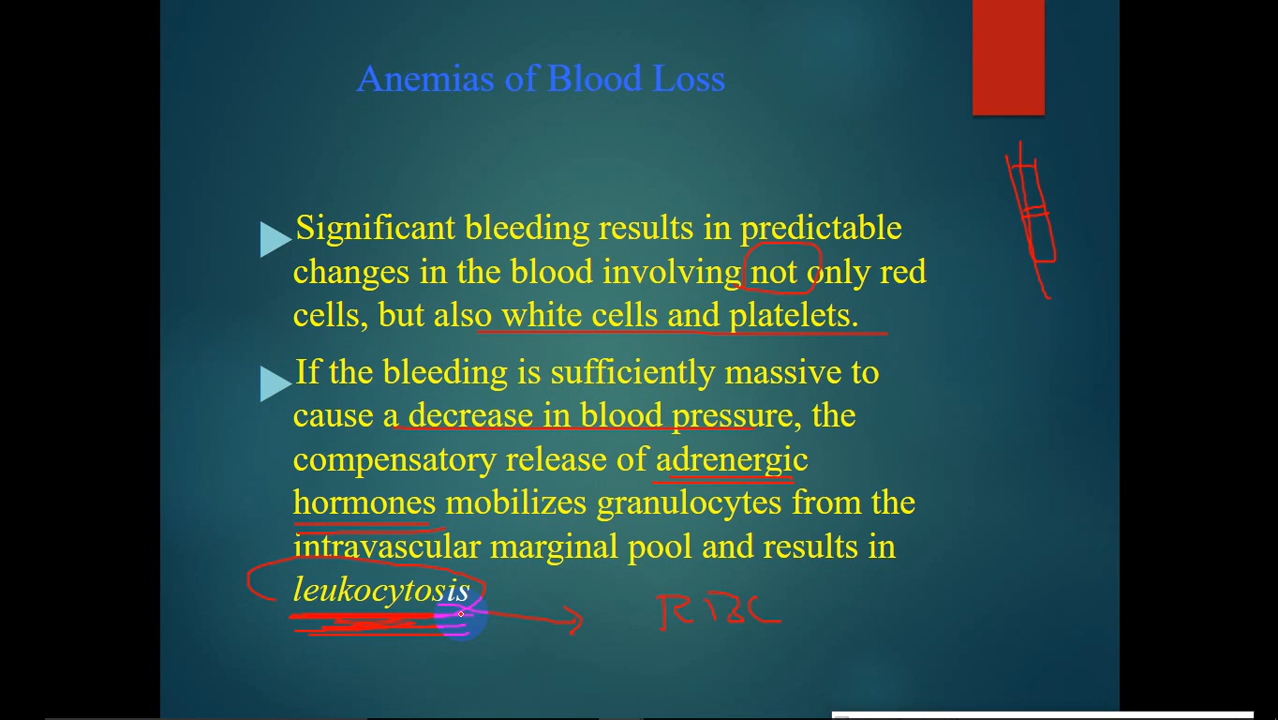 Anemias of Blood Loss
Significant bleeding results in predictable
changes in the blood involving not only red
cells, but also white cells and platelets.
If the bleeding is sufficiently massive to
cause a decrease in blood pressure, the
compensatory release of adrenergic
hormones mobilizes granulocytes from the
intravascular marginal pool and results in
leukocytosis
RBC